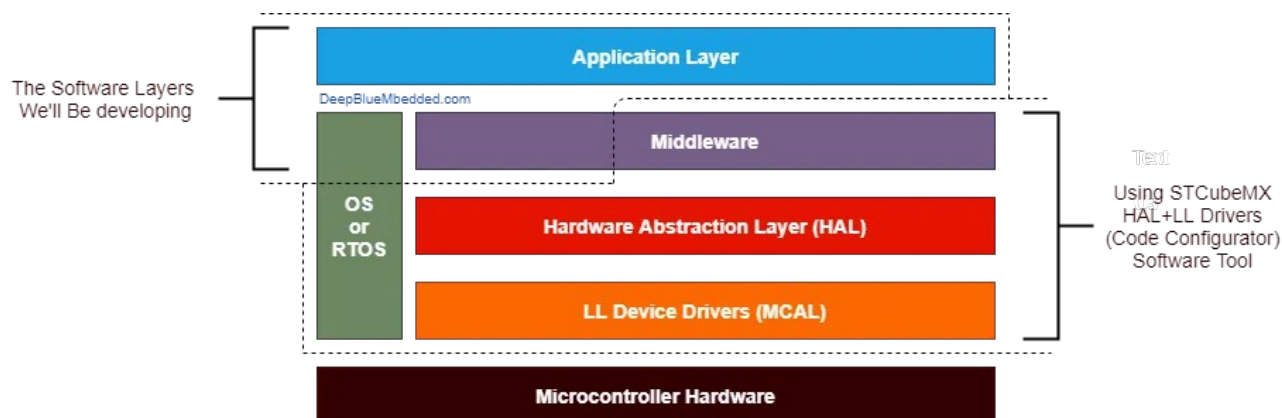 Application Layer
The Software Layers
We'll Be developing
DeepBlueMbedded.com
Middleware
OS
or
RTOS
Text
Using STCubeMX
HAL+LL Drivers
(Code Configurator)
Software Tool
Hardware Abstraction Layer (HAL)
LL Device Drivers (MCAL)
Microcontroller Hardware